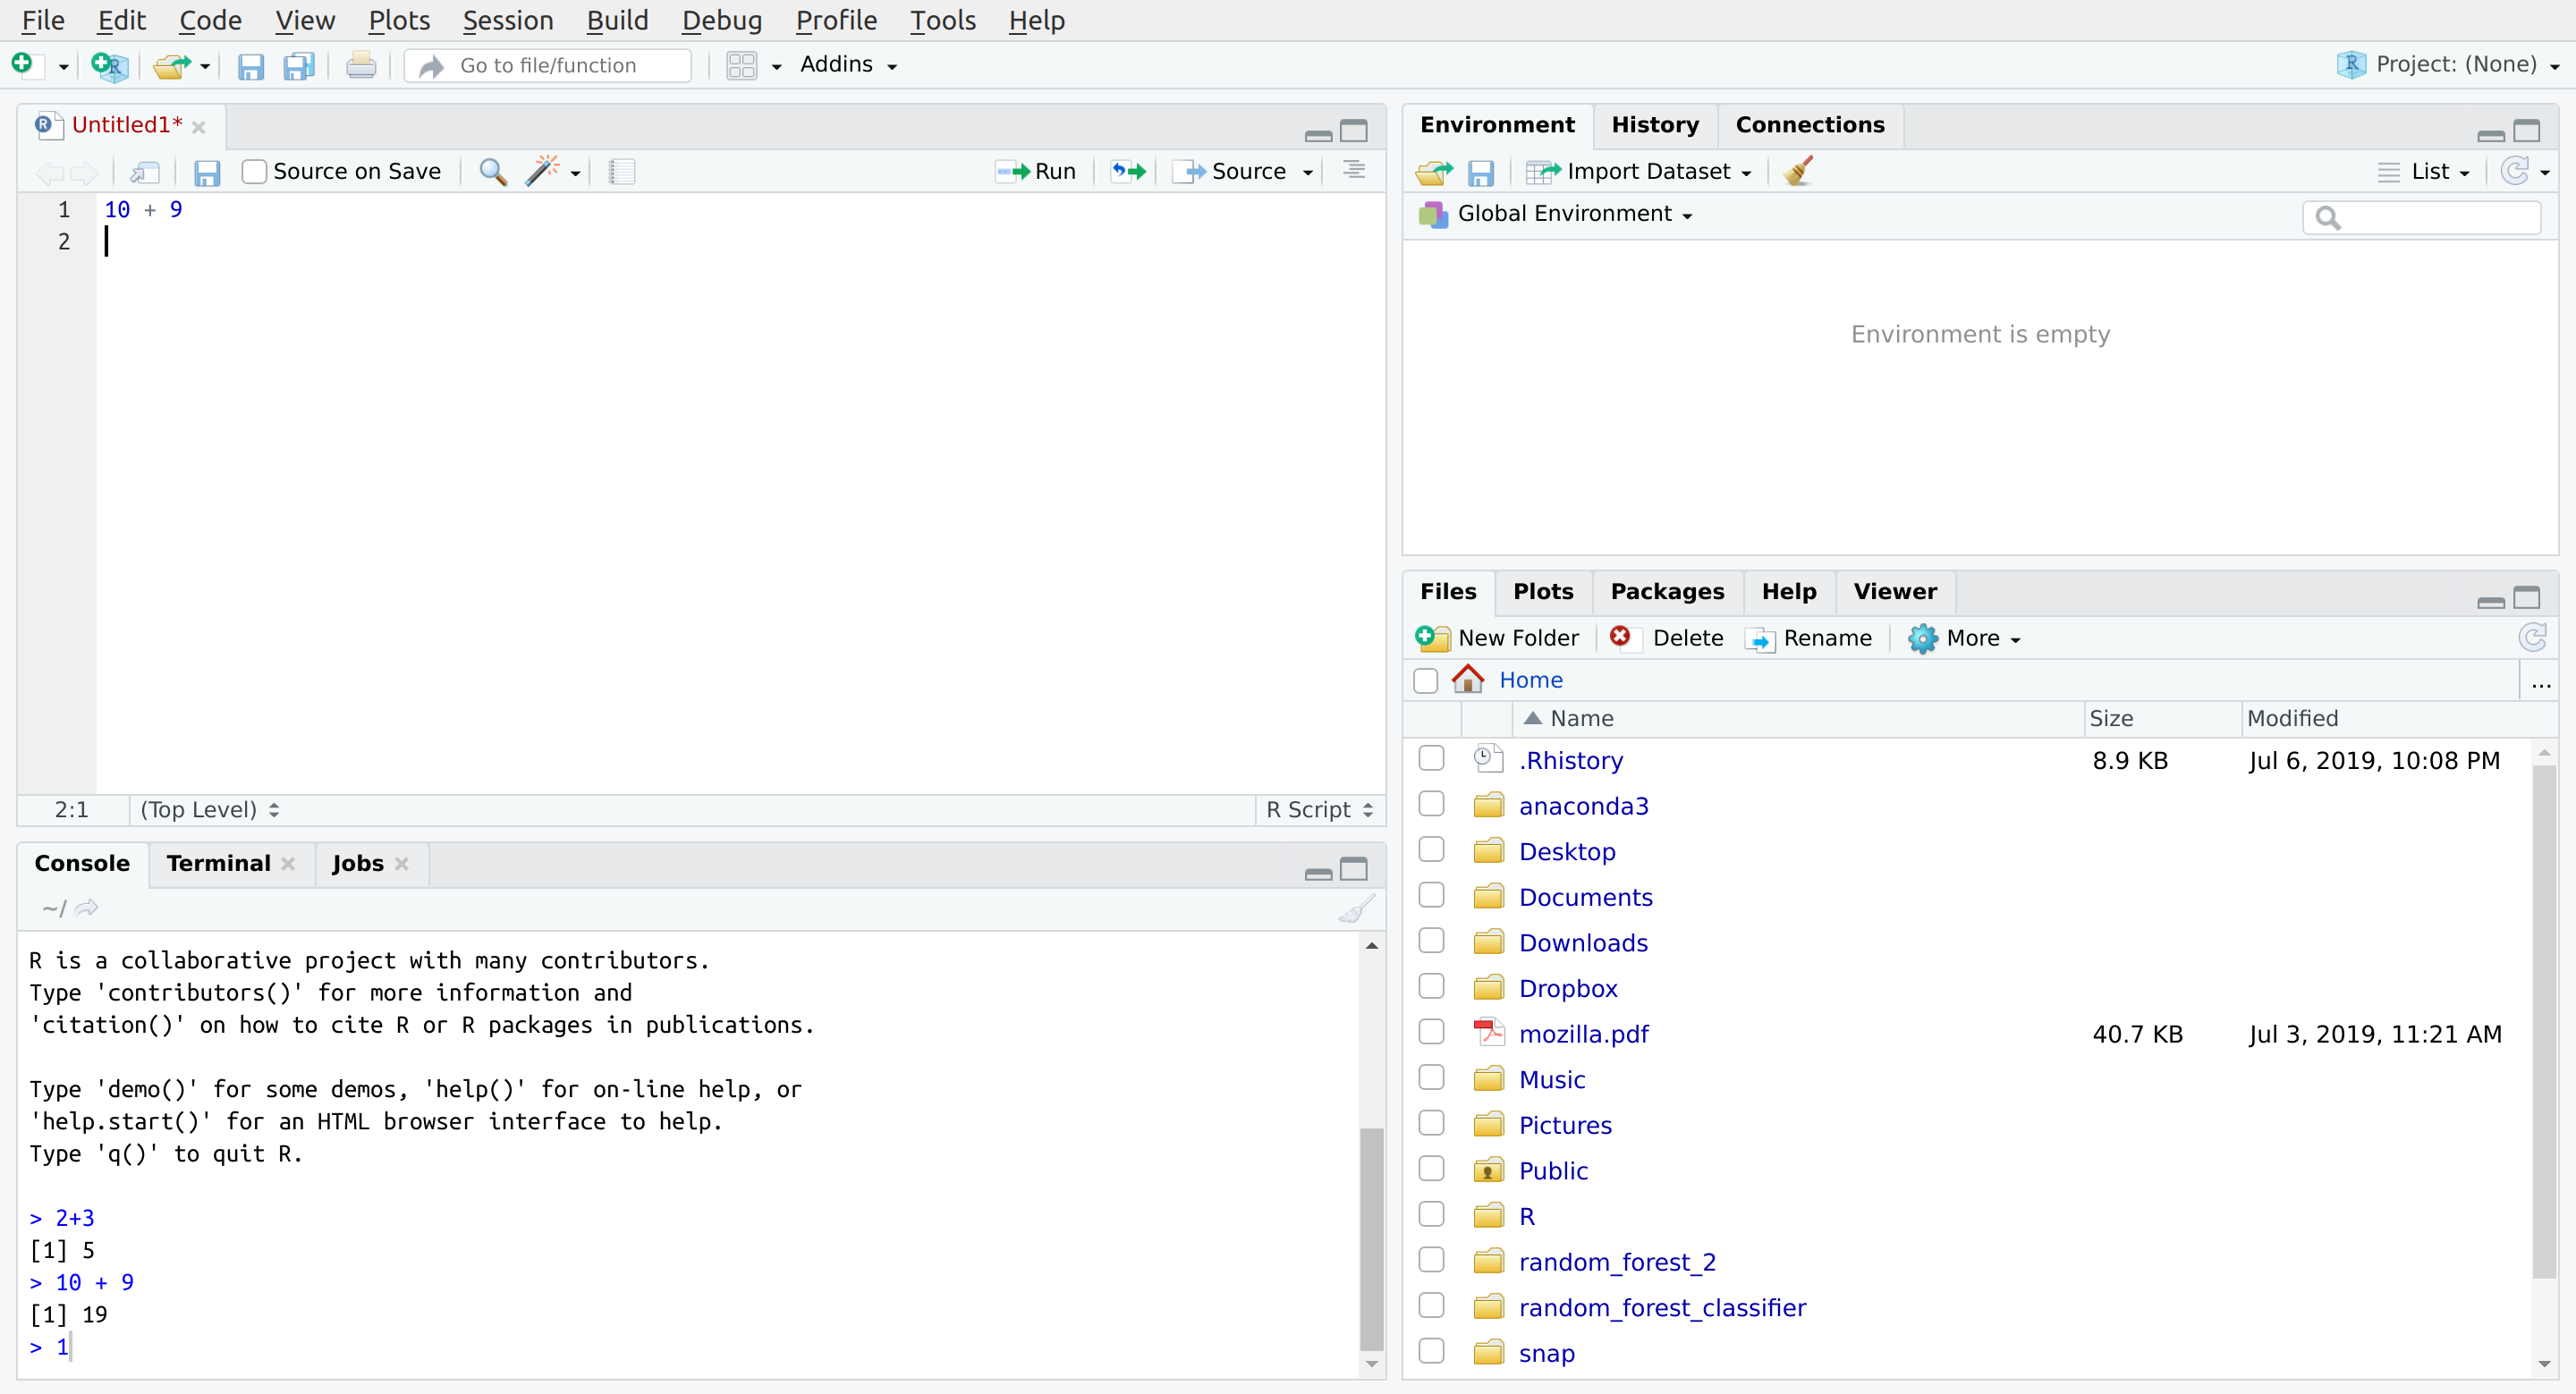 File Edit Code View Plots Session Build Debug Profile Tools Help
Go to file/function Addins Project: (None)
Untitled1*
Source on Save Run Source
1 10 + 9
2
2:1 (Top Level) R Script
Console Terminal Jobs
~/
R is a collaborative project with many contributors.
Type 'contributors()' for more information and
'citation()' on how to cite R or R packages in publications.
Type 'demo()' for some demos, 'help()' for on-line help, or
'help.start()' for an HTML browser interface to help.
Type 'q()' to quit R.
> 2+3
[1] 5
> 10 + 9
[1] 19
> 1
Environment History Connections
Import Dataset List
Global Environment
Environment is empty
Files Plots Packages Help Viewer
New Folder Delete Rename More
Home ...
Name Size Modified
.Rhistory 8.9 KB Jul 6, 2019, 10:08 PM
anaconda3
Desktop
Documents
Downloads
Dropbox
mozilla.pdf 40.7 KB Jul 3, 2019, 11:21 AM
Music
Pictures
Public
R
random_forest_2
random_forest_classifier
snap